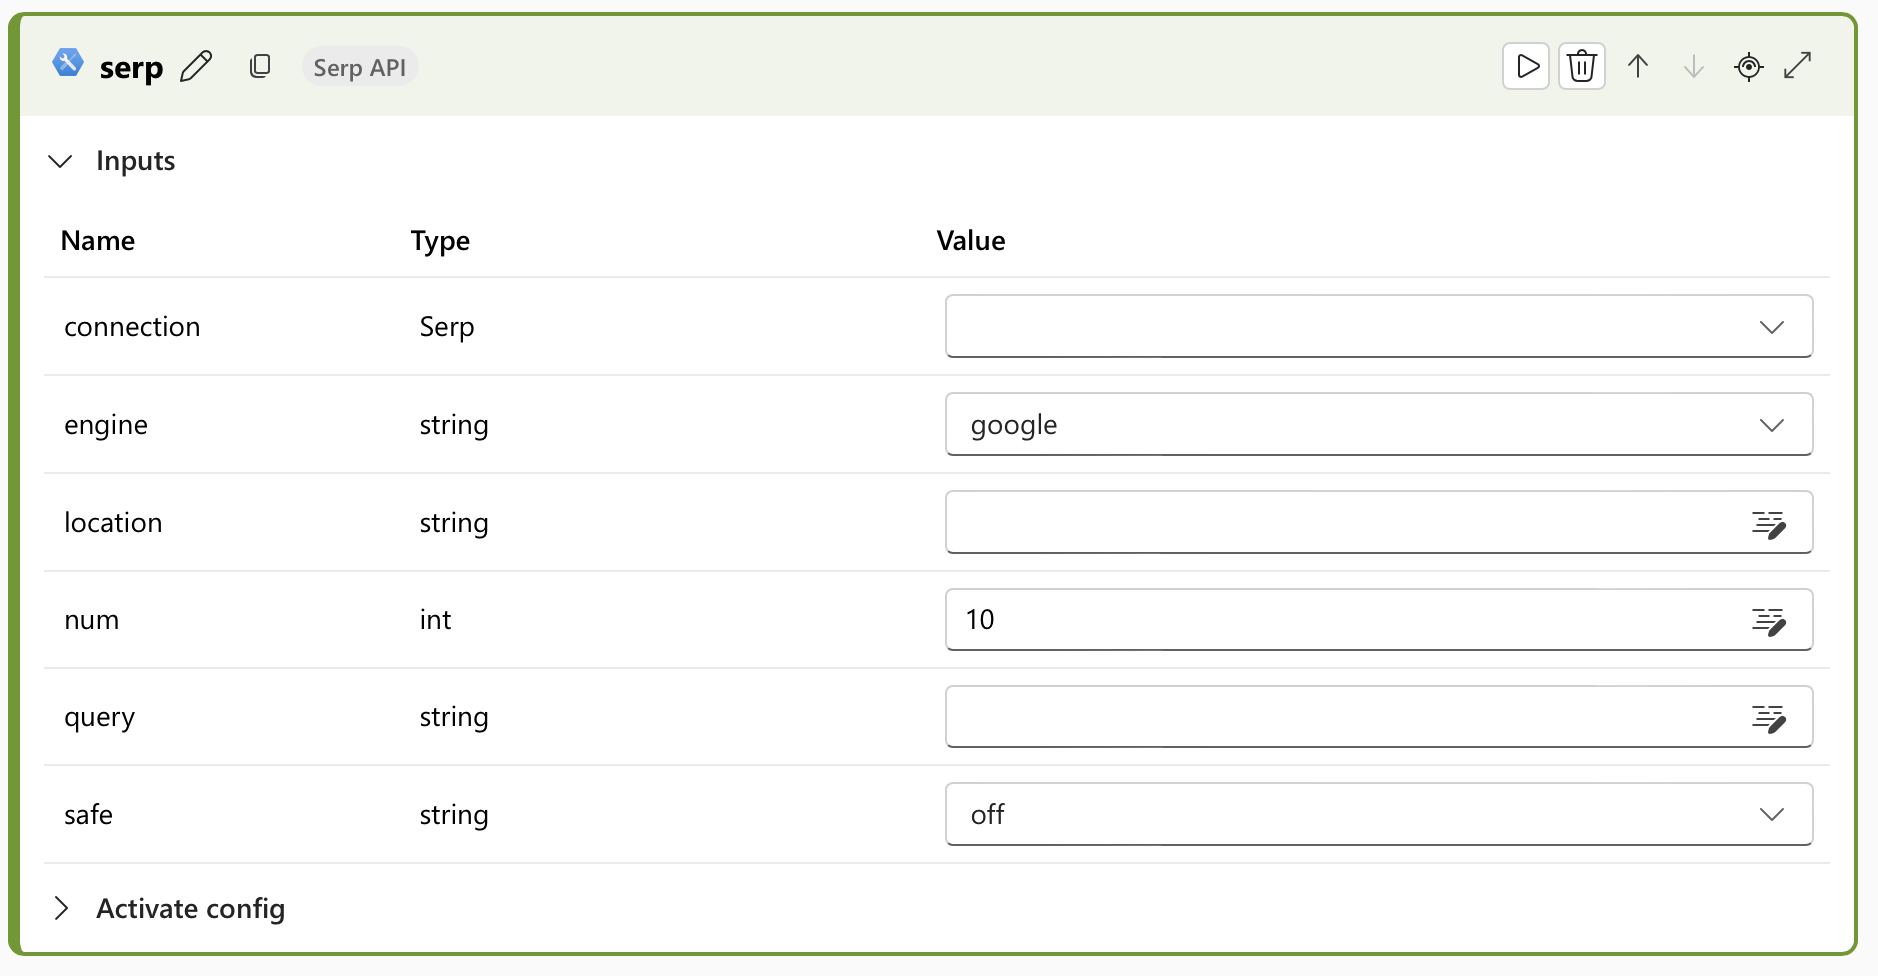 serp Serp API
Inputs
Name Type Value
connection Serp
engine string google
location string
num int 10
query string
safe string off
Activate config